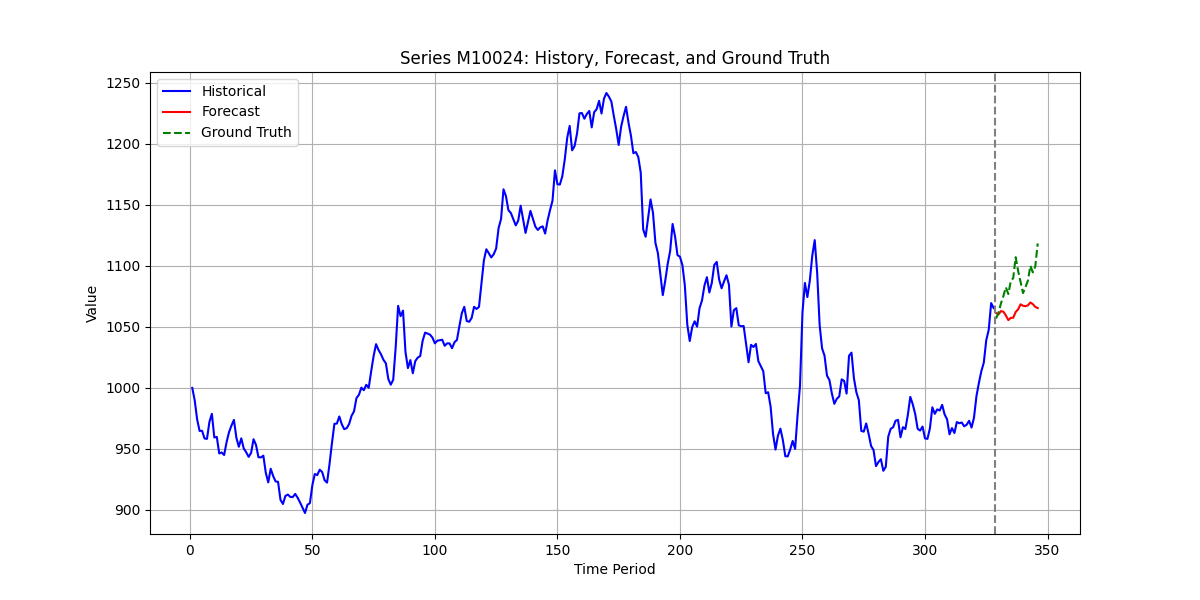 Series M10024: History, Forecast, and Ground Truth
Historical
Forecast
Ground Truth
Value
1250
1200
1150
1100
1050
1000
950
900
0 50 100 150 200 250 300 350
Time Period